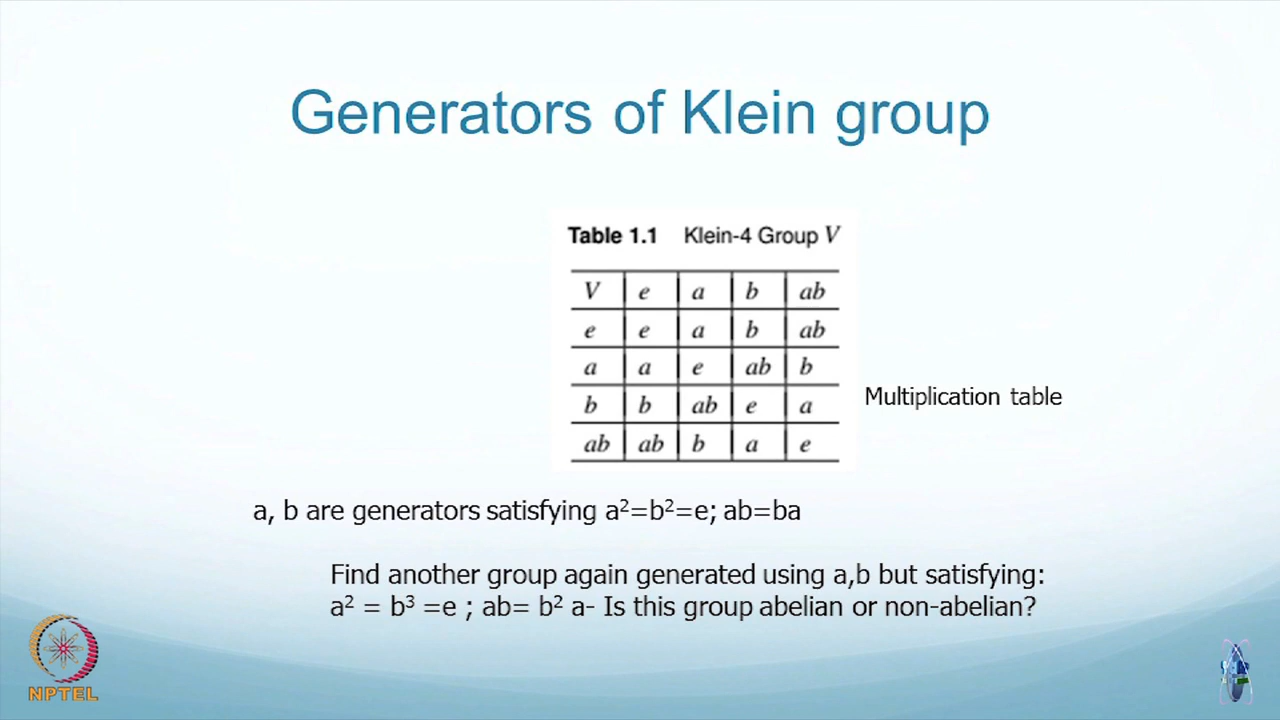 Generators of Klein group
Table 1.1 Klein-4 Group V
V e a b ab
e e a b ab
a a e ab b
b b ab e a
ab ab b a e
Multiplication table
a, b are generators satisfying a²=b²=e; ab=ba
Find another group again generated using a,b but satisfying:
a² = b³ =e ; ab= b² a- Is this group abelian or non-abelian?
NPTEL